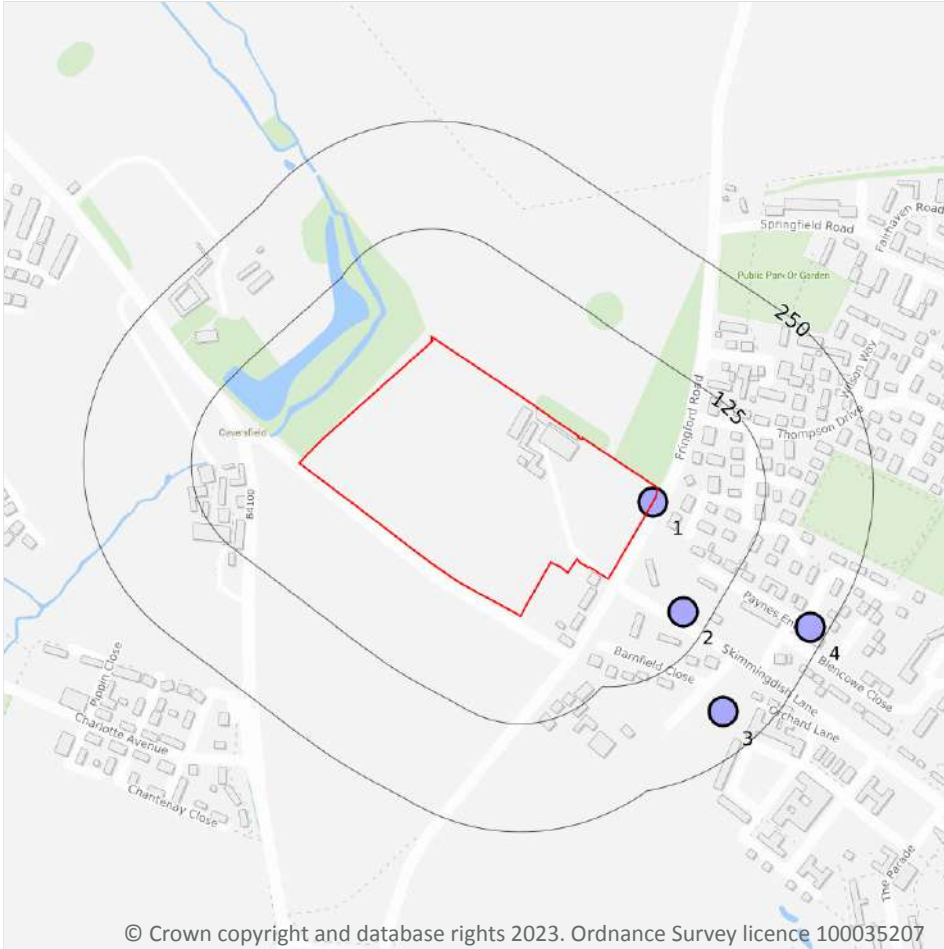 Springfield Road
Fairhaven Road
Public Park Or Garden
250
Wilson Way
125
Fringford Road
Thompson Drive
Caversfield
B4100
1
Paynes End
2
4
Skimmingdish Lane
Barnfield Close
Blencowe Close
Pippin Close
Orchard Lane
3
Charlotte Avenue
Chantenay Close
The Parade
© Crown copyright and database rights 2023. Ordnance Survey licence 100035207